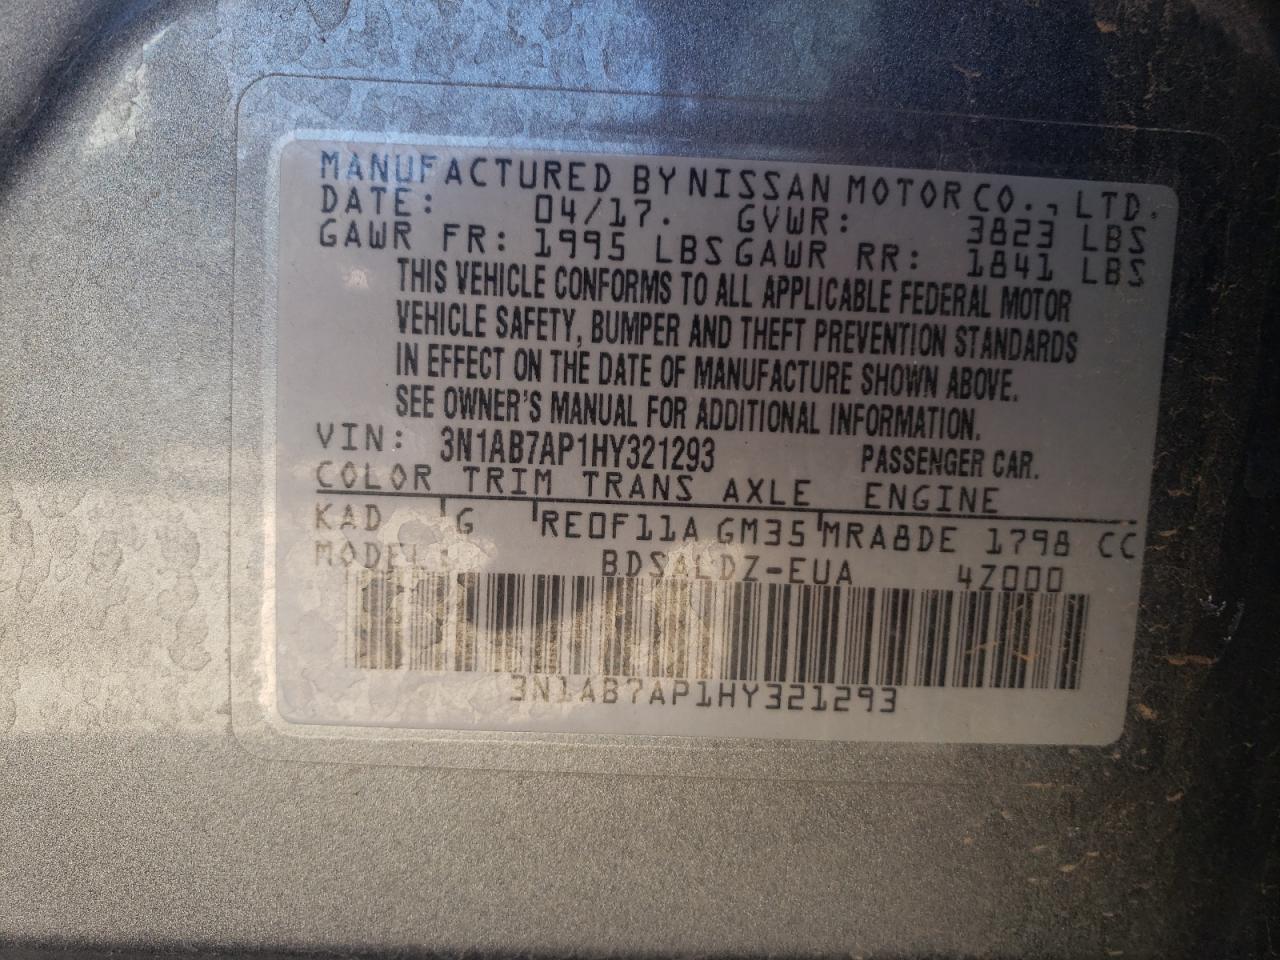 MANUFACTURED BY NISSAN MOTOR CO., LTD.
DATE: 04/17. GVWR: 3823 LBS
GAWR FR: 1995 LBS GAWR RR: 1841 LBS
THIS VEHICLE CONFORMS TO ALL APPLICABLE FEDERAL MOTOR
VEHICLE SAFETY, BUMPER AND THEFT PREVENTION STANDARDS
IN EFFECT ON THE DATE OF MANUFACTURE SHOWN ABOVE.
SEE OWNER'S MANUAL FOR ADDITIONAL INFORMATION.
VIN: 3N1AB7AP1HY321293 PASSENGER CAR.
COLOR TRIM TRANS AXLE ENGINE
KAD G RE0F11A GM35 MRA8DE 1798 CC
MODEL: BDSALDZ-EUA 4Z000
3N1AB7AP1HY321293